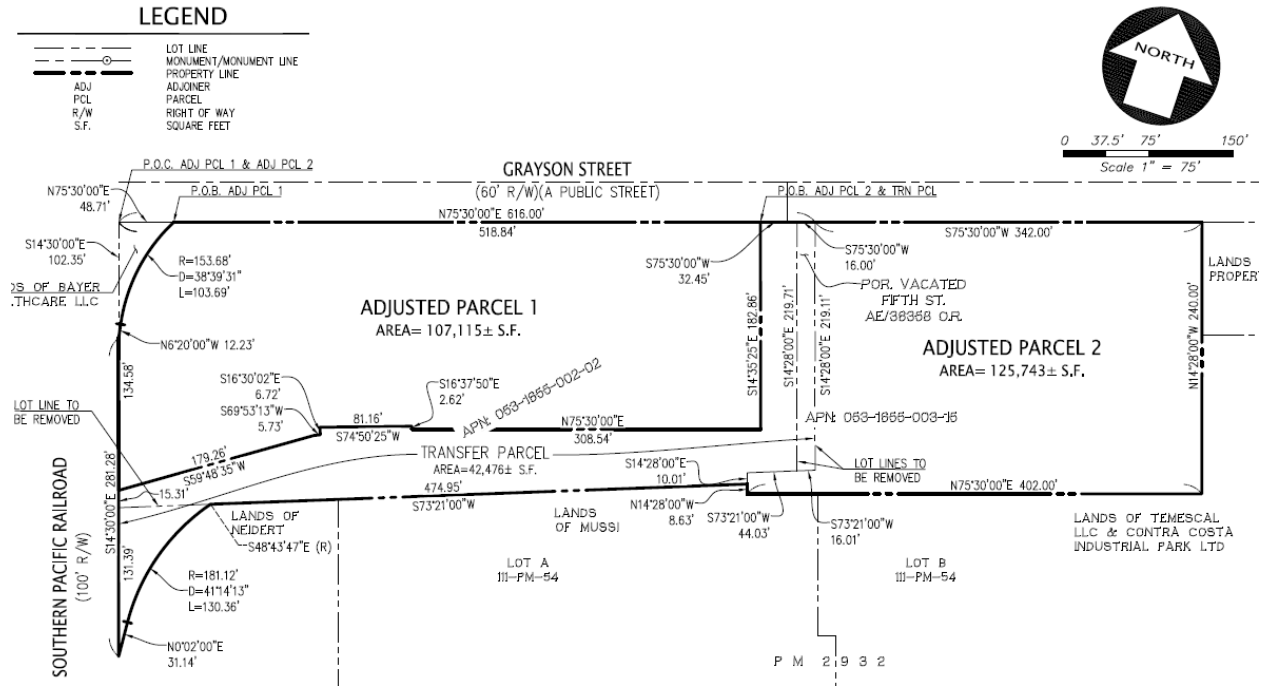 LEGEND
LOT LINE
MONUMENT/MONUMENT LINE
PROPERTY LINE
ADJ ADJOINER
PCL PARCEL
R/W RIGHT OF WAY
S.F. SQUARE FEET
NORTH
0 37.5' 75' 150'
Scale 1" = 75'
P.O.C. ADJ PCL 1 & ADJ PCL 2
GRAYSON STREET
(60' R/W)(A PUBLIC STREET)
N75°30'00"E
48.71'
P.O.B. ADJ PCL 1
P.O.B. ADJ PCL 2 & TRN PCL
N75°30'00"E 616.00'
518.84'
S75°30'00"W 342.00'
S14°30'00"E
102.35'
S75°30'00"W
32.45'
S75°30'00"W
16.00'
R=153.68'
D=38°39'31"
L=103.69'
DS OF BAYER
THCARE LLC
LANDS
PROPER
POR. VACATED
FIFTH ST.
AE/38358 O.R.
ADJUSTED PARCEL 1
AREA= 107,115± S.F.
S14°35'25"E 182.86'
S14°28'00"E 219.71'
S14°28'00"E 219.11'
N14°28'00"W 240.00'
N6°20'00"W 12.23'
ADJUSTED PARCEL 2
AREA= 125,743± S.F.
134.58'
S16°30'02"E
6.72'
S69°53'13"W
5.73'
S16°37'50"E
2.62'
APN: 053-1655-002-02
APN: 053-1655-003-15
LOT LINE TO
BE REMOVED
81.16'
S74°50'25"W
N75°30'00"E
308.54'
179.26'
S59°48'35"W
TRANSFER PARCEL
AREA=42,476± S.F.
S14°28'00"E
10.01'
LOT LINES TO
BE REMOVED
474.95'
S73°21'00"W
N14°28'00"W
8.63'
N75°30'00"E 402.00'
15.31'
S14°30'00"E 281.28'
SOUTHERN PACIFIC RAILROAD
(100' R/W)
LANDS OF
NEIDERT
LANDS
OF MUSSI
S73°21'00"W
44.03'
S73°21'00"W
16.01'
LANDS OF TEMESCAL
LLC & CONTRA COSTA
INDUSTRIAL PARK LTD
S48°43'47"E (R)
131.39'
R=181.12'
D=41°14'13"
L=130.36'
LOT A
111-PM-54
LOT B
111-PM-54
N0°02'00"E
31.14'
P M 2932